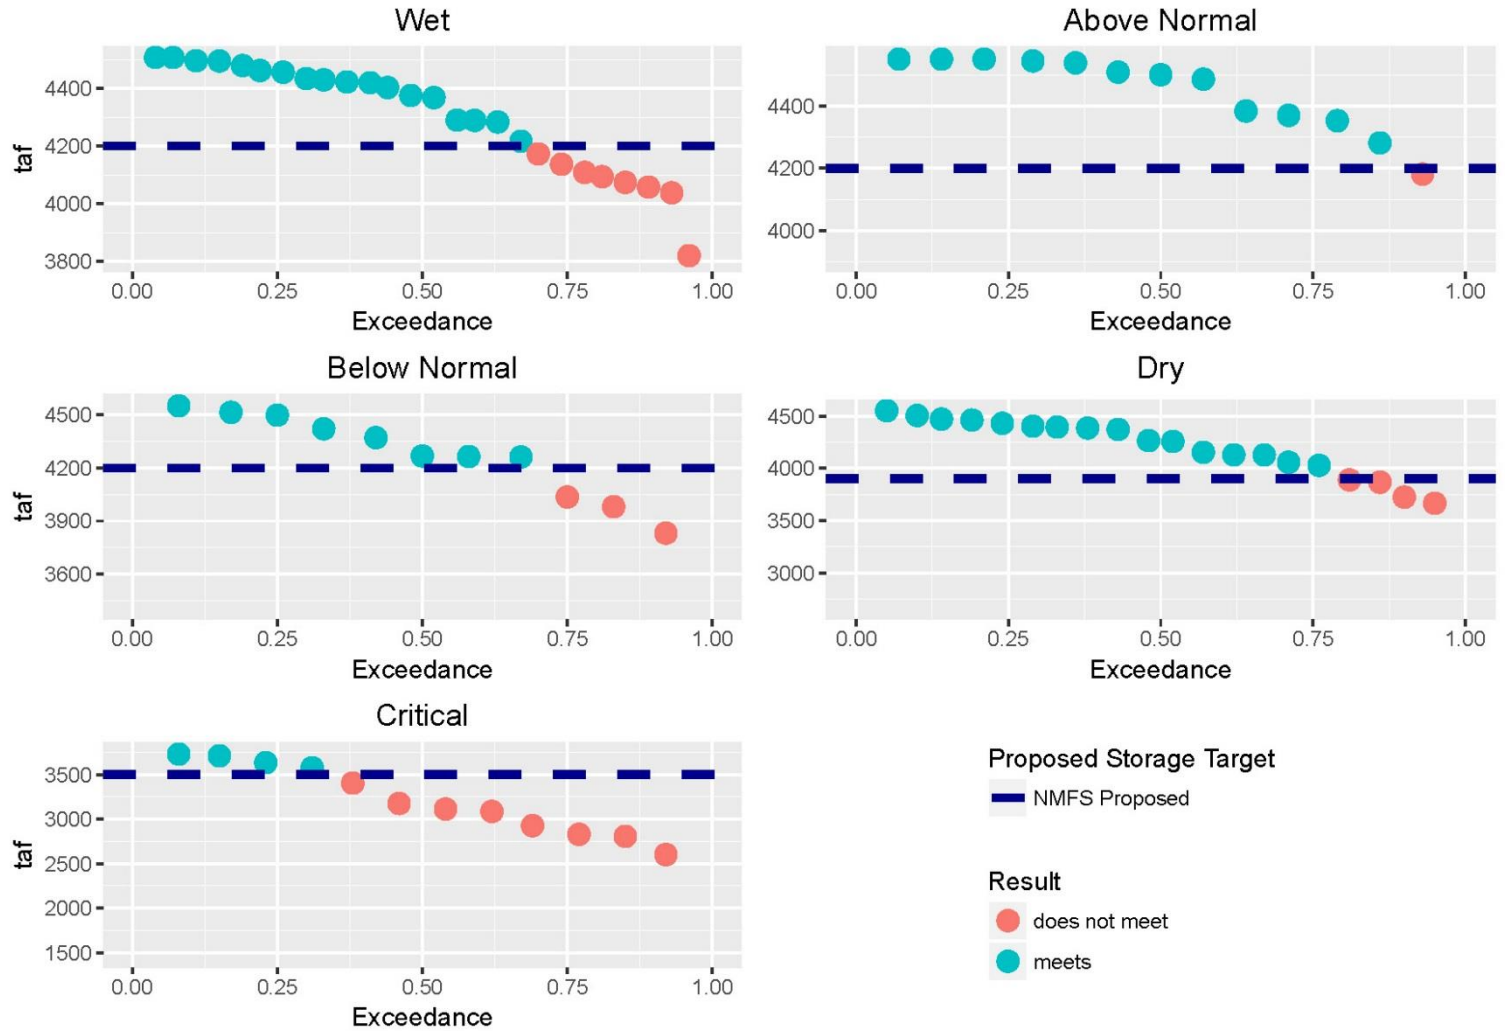 Wet
taf
4400
4200
4000
3800
0.00 0.25 0.50 0.75 1.00
Exceedance
Above Normal
4400
4200
4000
0.00 0.25 0.50 0.75 1.00
Exceedance
Below Normal
taf
4500
4200
3900
3600
0.00 0.25 0.50 0.75 1.00
Exceedance
Dry
4500
4000
3500
3000
0.00 0.25 0.50 0.75 1.00
Exceedance
Critical
taf
3500
3000
2500
2000
1500
0.00 0.25 0.50 0.75 1.00
Exceedance
Proposed Storage Target
NMFS Proposed
Result
does not meet
meets